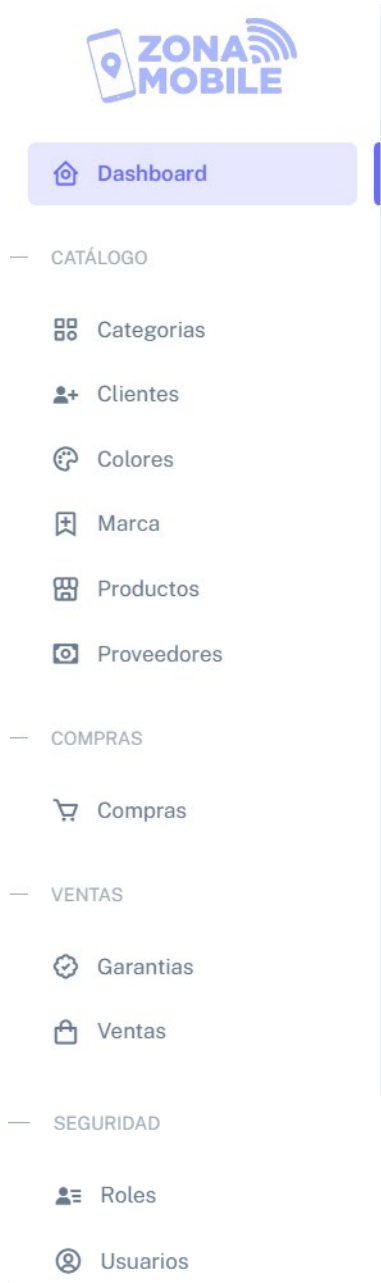 ZONA
MOBILE
Dashboard
CATÁLOGO
Categorias
Clientes
Colores
Marca
Productos
Proveedores
COMPRAS
Compras
VENTAS
Garantias
Ventas
SEGURIDAD
Roles
Usuarios